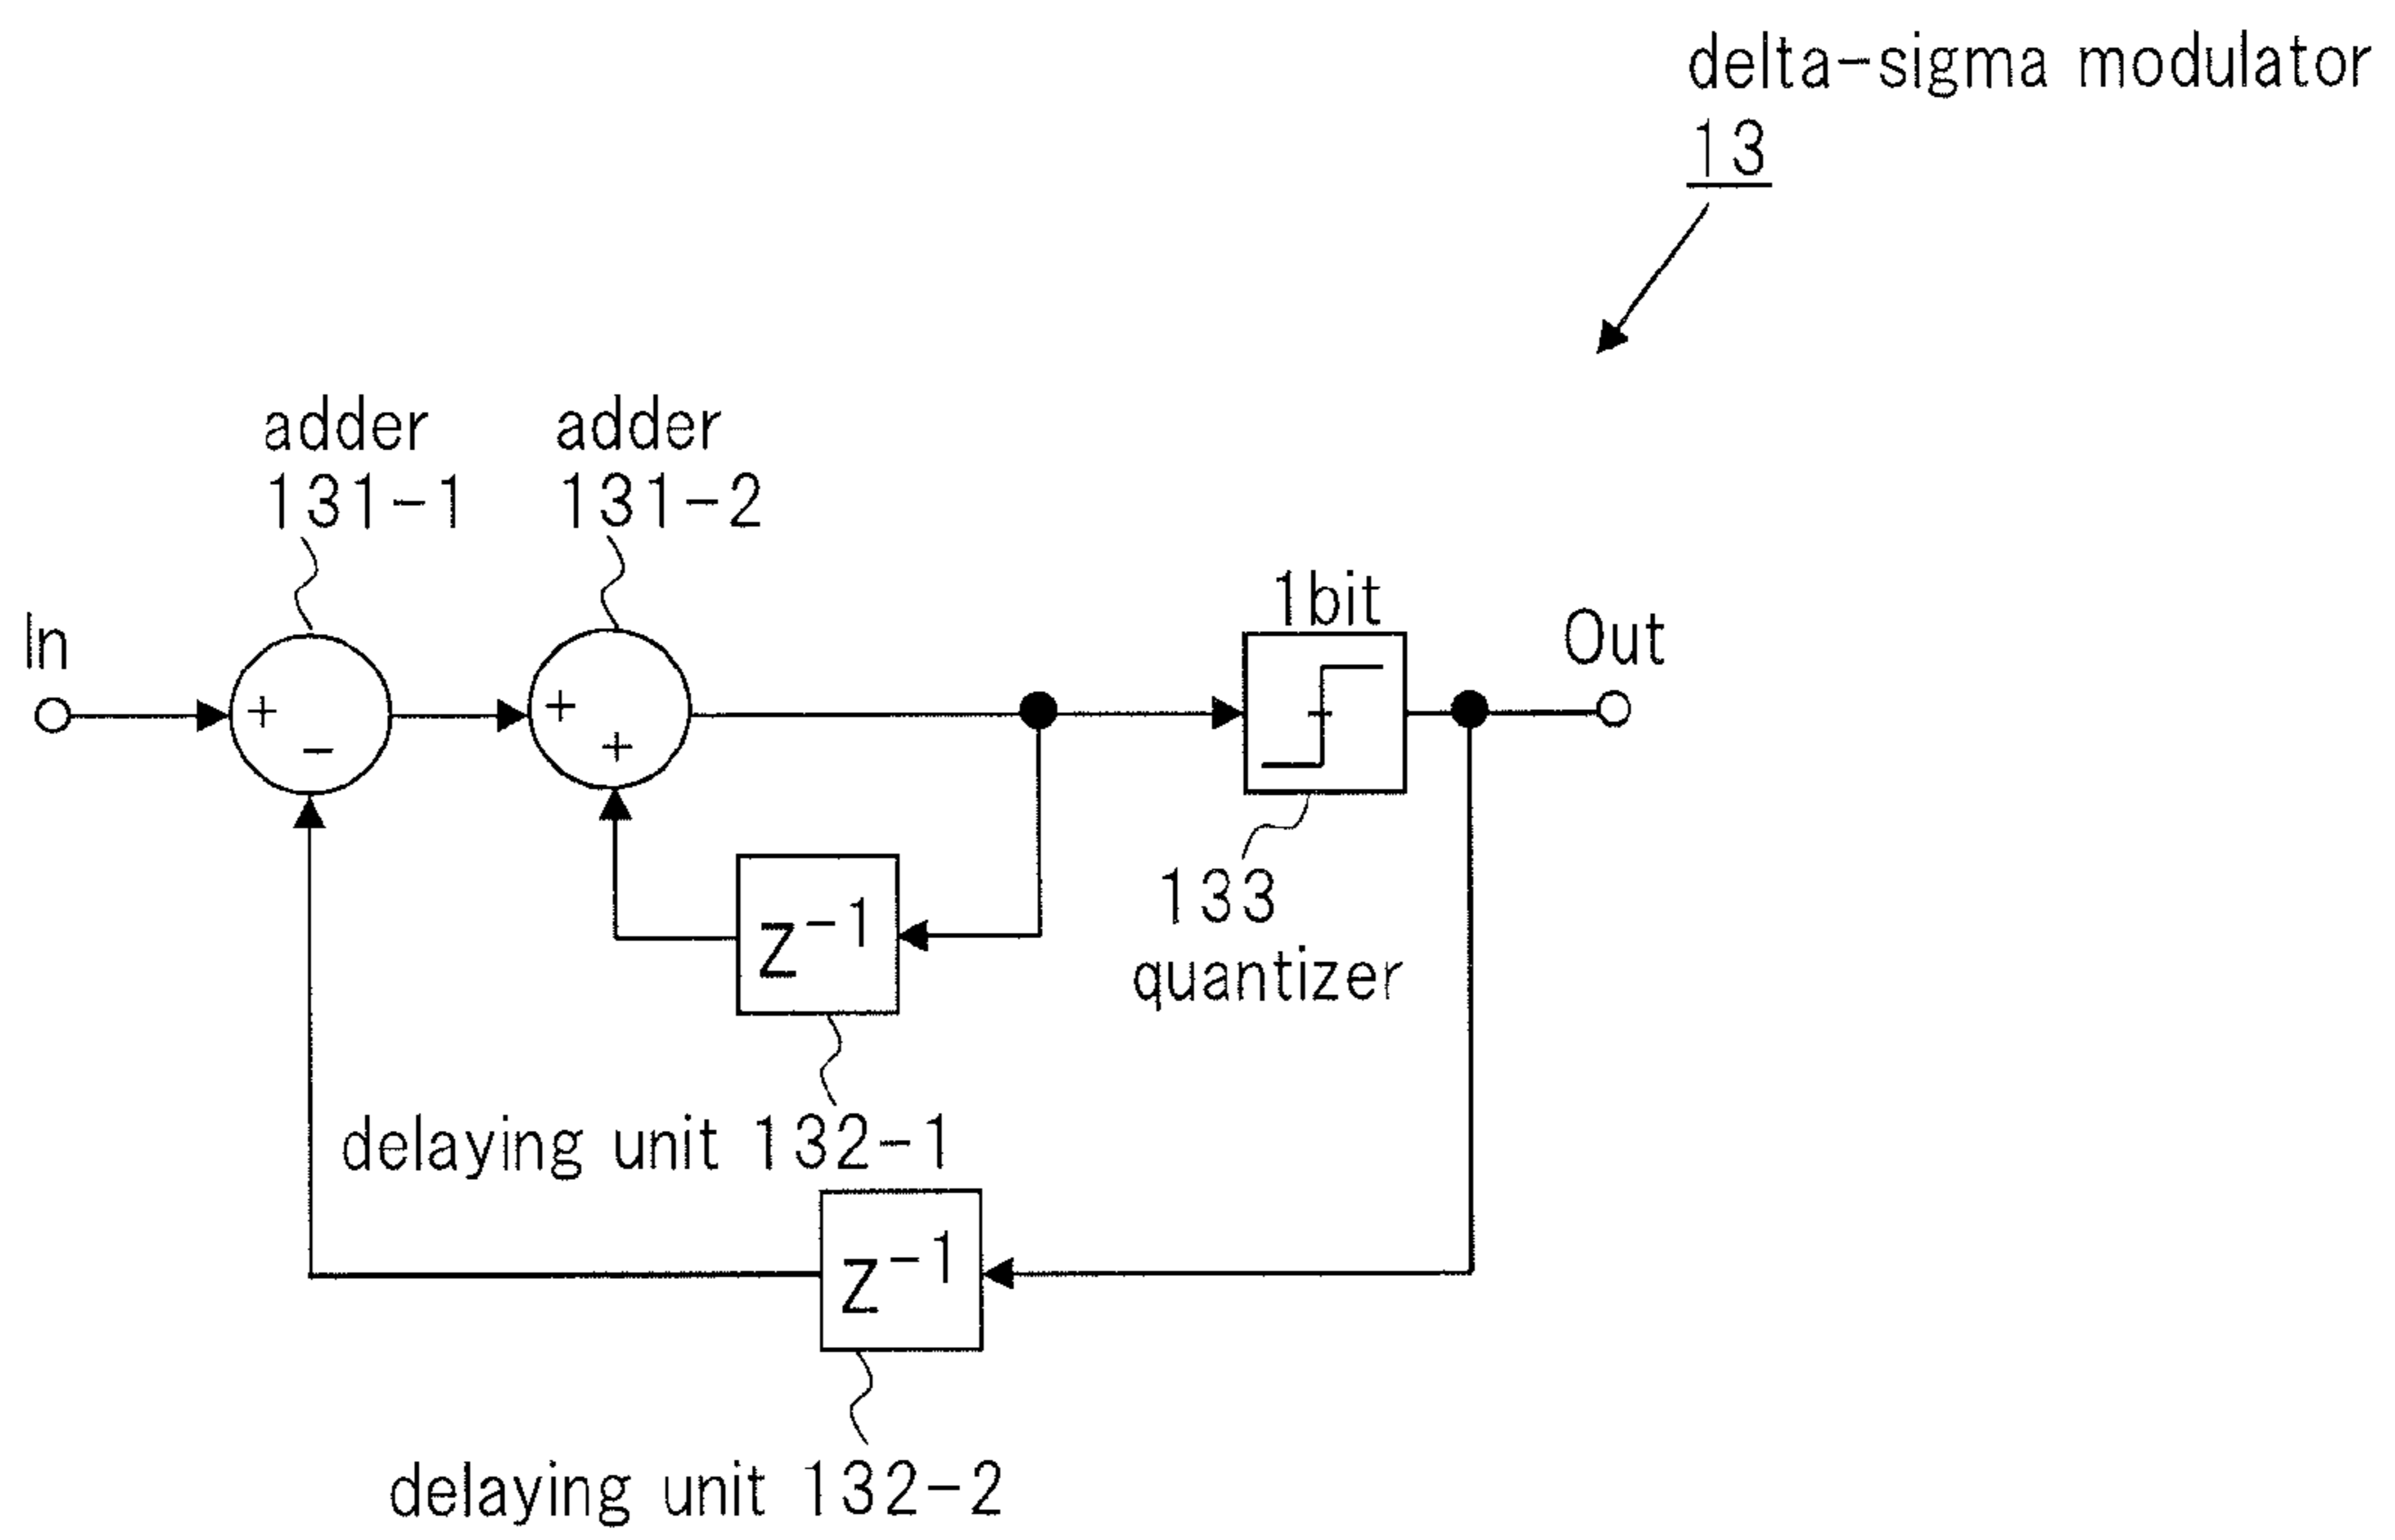 delta-sigma modulator
13
adder
131-1
adder
131-2
In
+
−
+
+
1bit
Out
133
quantizer
Z⁻¹
delaying unit 132-1
Z⁻¹
delaying unit 132-2